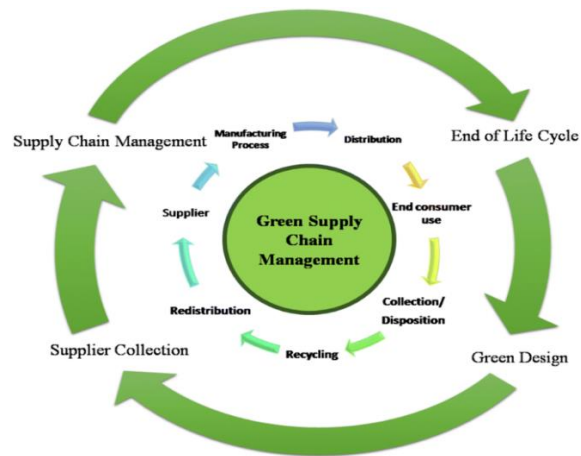 Manufacturing
Process
Distribution
Supply Chain Management
End of Life Cycle
Supplier
End consumer
use
Green Supply
Chain
Management
Redistribution
Collection/
Disposition
Recycling
Supplier Collection
Green Design